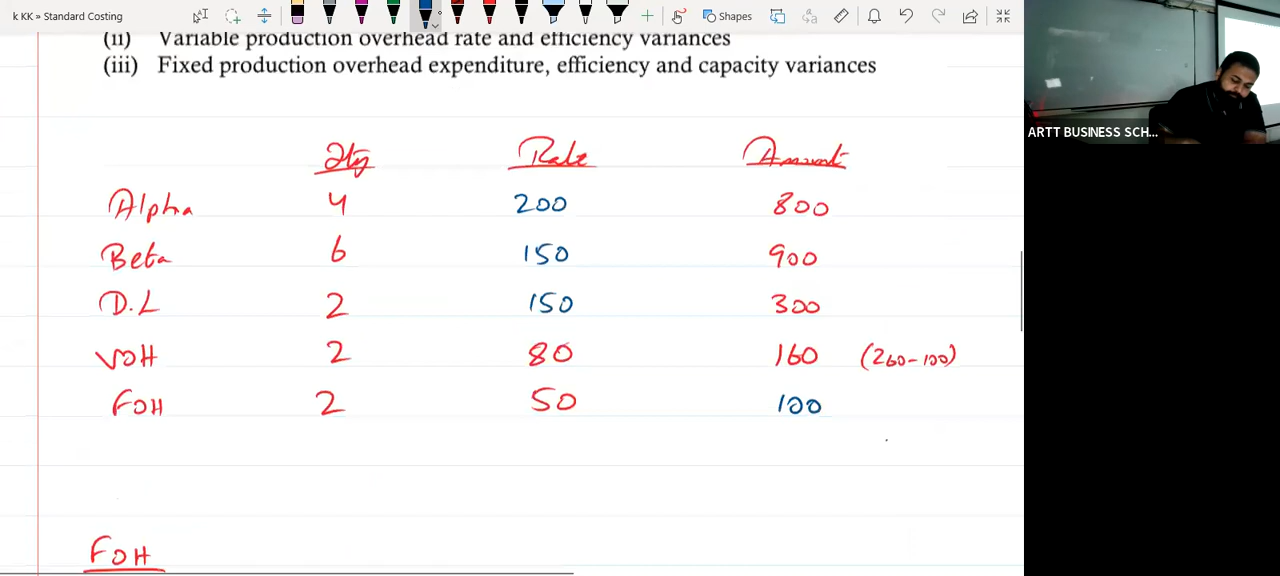 k KK » Standard Costing
Shapes
(ii) Variable production overhead rate and efficiency variances
(iii) Fixed production overhead expenditure, efficiency and capacity variances
ARTT BUSINESS SCH...
Qty Rate Amount
Alpha 4 200 800
Beta 6 150 900
D.L 2 150 300
VOH 2 80 160 (260-100)
FOH 2 50 100
FOH